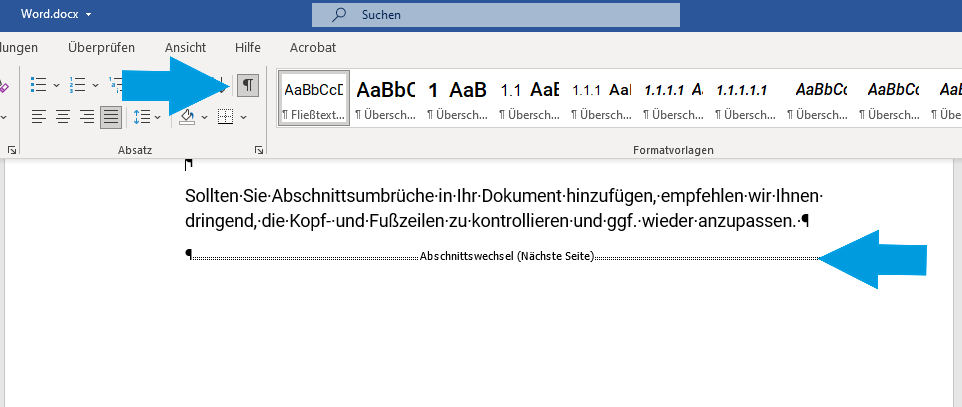 Word.docx
Suchen
lungen Überprüfen Ansicht Hilfe Acrobat
AaBbCcD AaBbC 1 AaB 1.1 AaB 1.1.1 Aa 1.1.1.1 A 1.1.1.1.1 AaBbCc AaBbCc AaBb
¶ Fließtext... ¶ Übersch... ¶ Übersch... ¶ Übersch... ¶ Übersch... ¶ Übersch... ¶ Übersch... ¶ Übersch... ¶ Übersch... ¶ Übers
Absatz Formatvorlagen
¶
Sollten·Sie·Abschnittsumbrüche·in·Ihr·Dokument·hinzufügen,·empfehlen·wir·Ihnen·
dringend,·die·Kopf-·und·Fußzeilen·zu·kontrollieren·und·ggf.·wieder·anzupassen.·¶
¶ Abschnittswechsel (Nächste Seite)